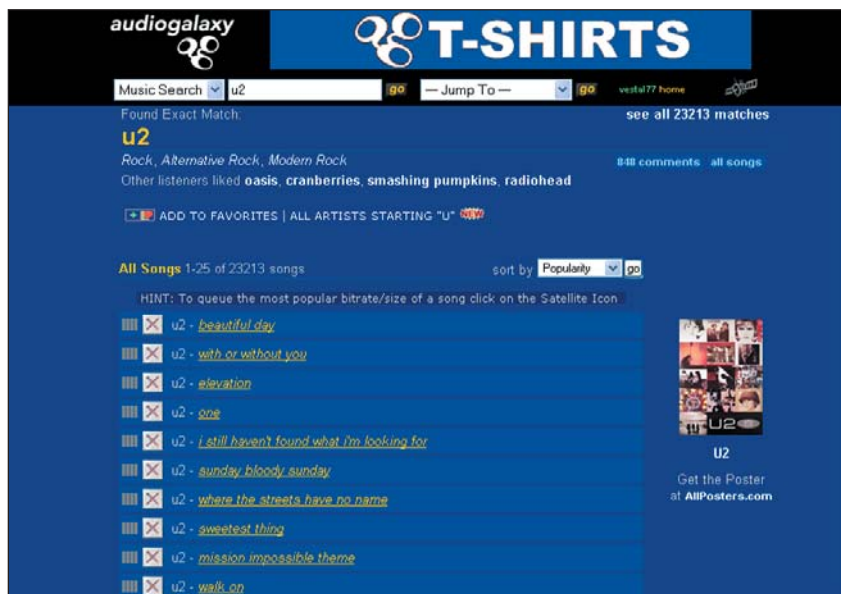 audiogalaxy
T-SHIRTS
Music Search u2 go — Jump To — go vestal77 home
Found Exact Match: see all 23213 matches
u2
Rock, Alternative Rock, Modern Rock 848 comments all songs
Other listeners liked oasis, cranberries, smashing pumpkins, radiohead
ADD TO FAVORITES | ALL ARTISTS STARTING "U" NEW
All Songs 1-25 of 23213 songs sort by Popularity go
HINT: To queue the most popular bitrate/size of a song click on the Satellite Icon
u2 - beautiful day
u2 - with or without you
u2 - elevation
u2 - one
u2 - i still haven't found what i'm looking for
u2 - sunday bloody sunday
u2 - where the streets have no name
u2 - sweetest thing
u2 - mission impossible theme
u2 - walk on
U2
U2
Get the Poster
at AllPosters.com